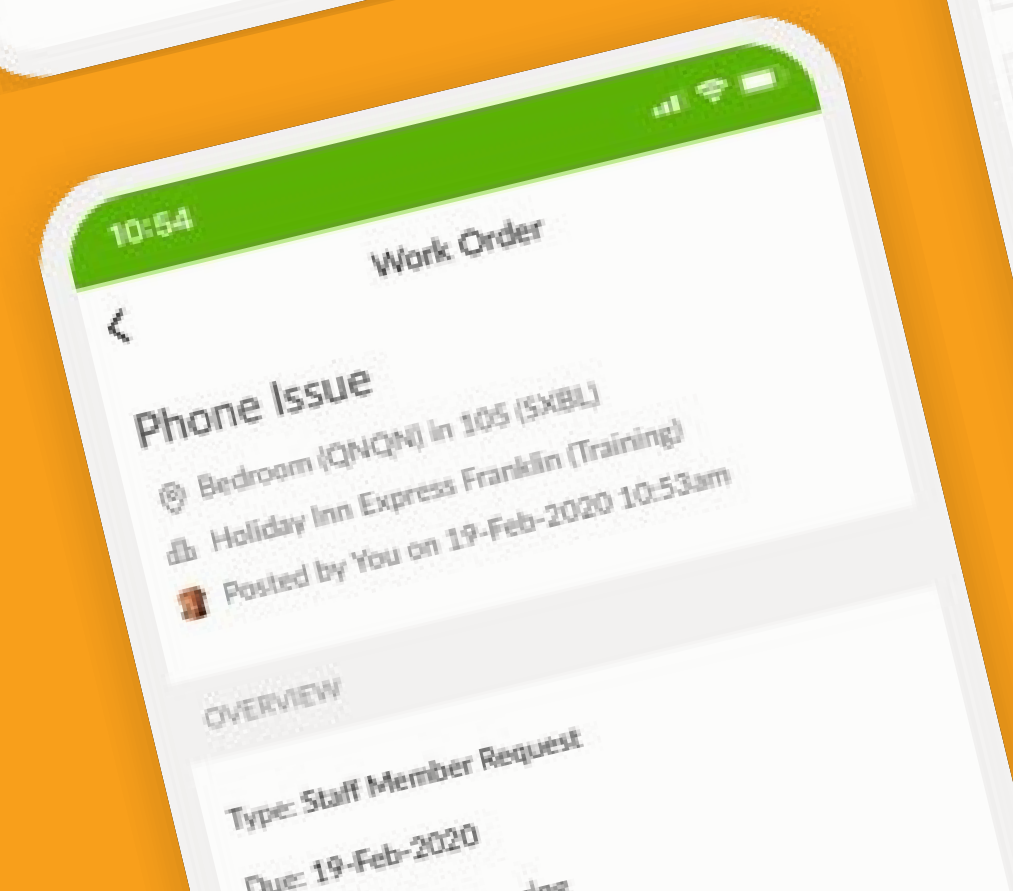 10:54
Work Order
Phone Issue
Bedroom (QNQN) in 105 (SXBL)
Holiday Inn Express Franklin (Training)
Posted by You on 19-Feb-2020 10:53am
OVERVIEW
Type: Staff Member Request
Due: 19-Feb-2020